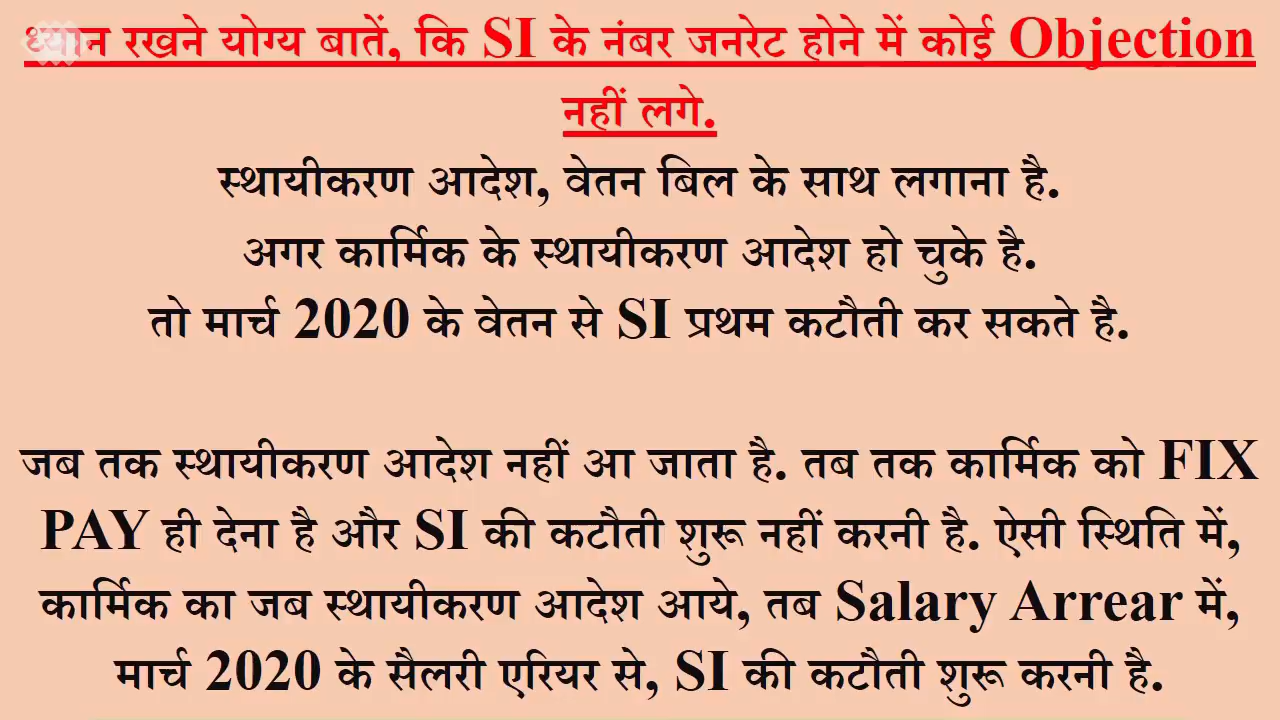 ध्यान रखने योग्य बातें, कि SI के नंबर जनरेट होने में कोई Objection
नहीं लगे.
स्थायीकरण आदेश, वेतन बिल के साथ लगाना है.
अगर कार्मिक के स्थायीकरण आदेश हो चुके है.
तो मार्च 2020 के वेतन से SI प्रथम कटौती कर सकते है.
जब तक स्थायीकरण आदेश नहीं आ जाता है. तब तक कार्मिक को FIX
PAY ही देना है और SI की कटौती शुरू नहीं करनी है. ऐसी स्थिति में,
कार्मिक का जब स्थायीकरण आदेश आये, तब Salary Arrear में,
मार्च 2020 के सैलरी एरियर से, SI की कटौती शुरू करनी है.